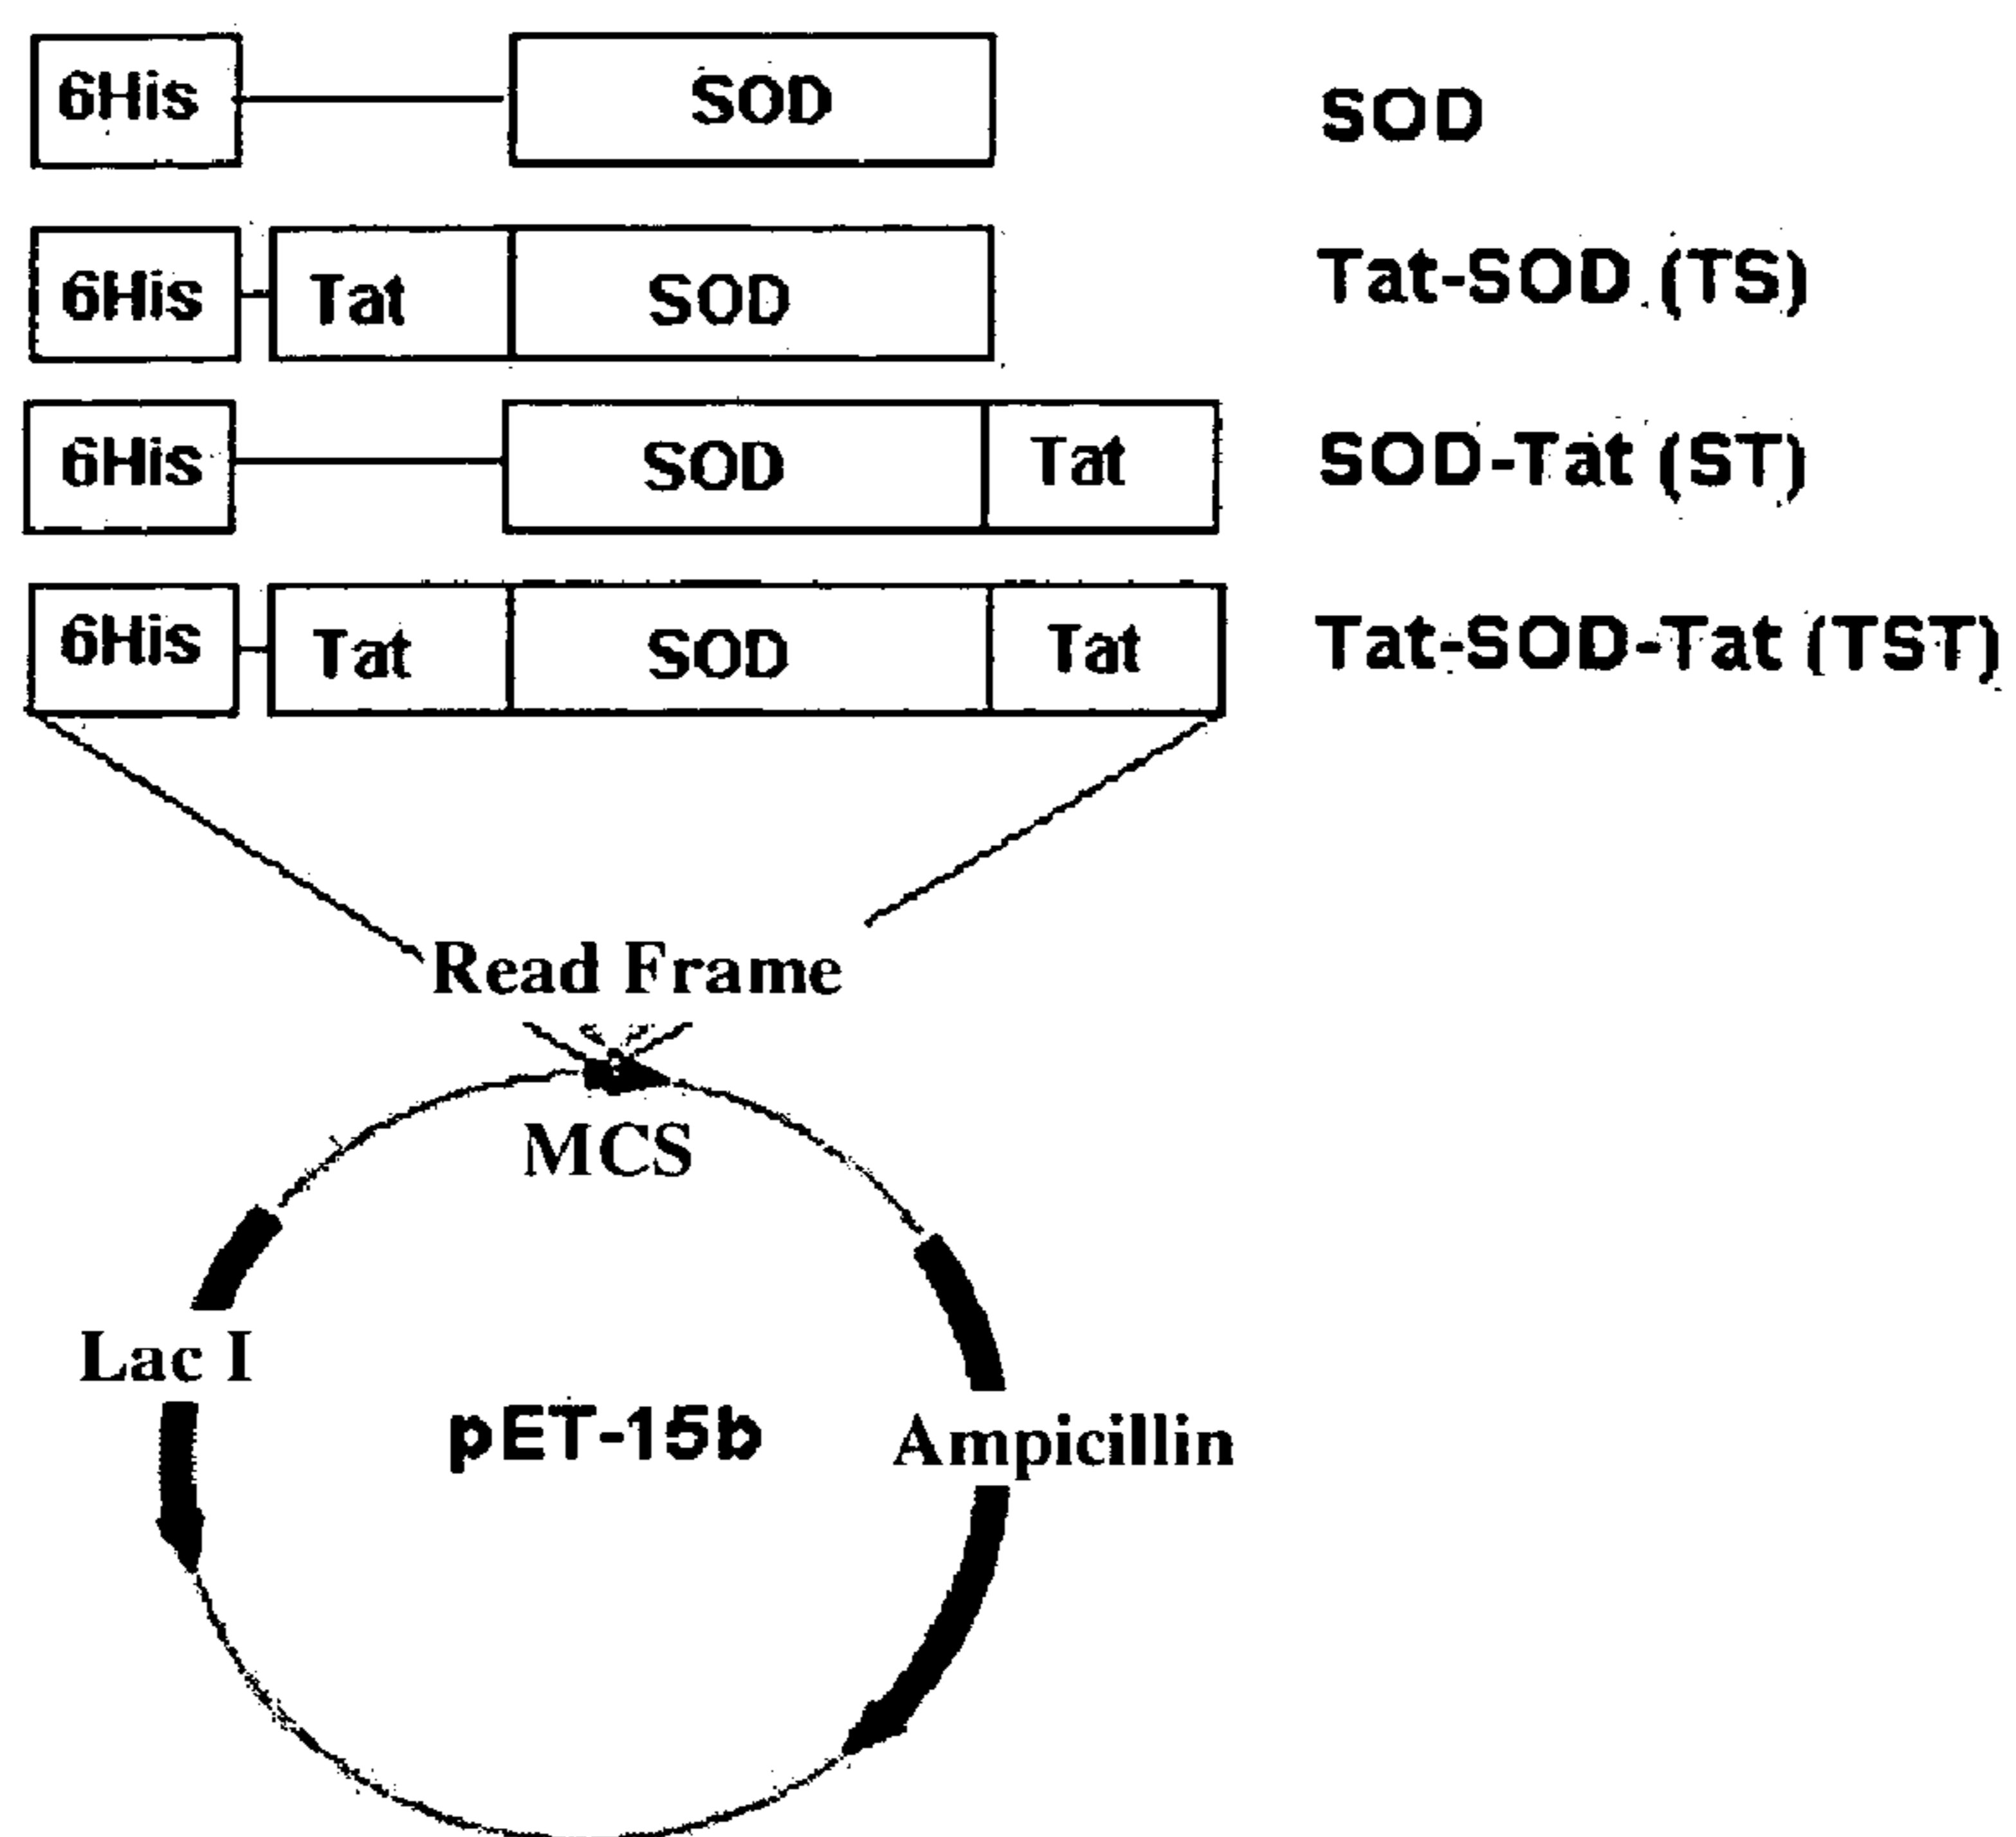 6His SOD SOD
6His Tat SOD Tat-SOD (TS)
6His SOD Tat SOD-Tat (ST)
6His Tat SOD Tat Tat-SOD-Tat (TST)
Read Frame
MCS
Lac I
pET-15b
Ampicillin